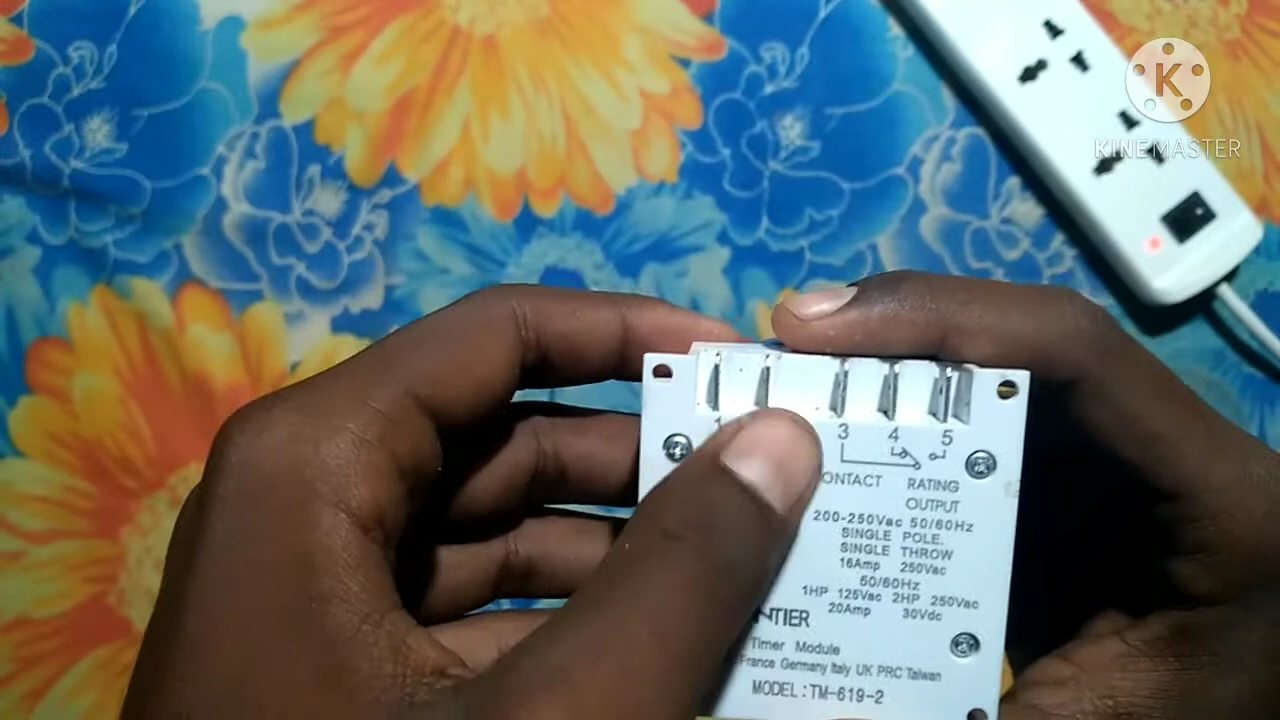 K
KINEMASTER
1 3 4 5
RATING
OUTPUT
200-250Vac 50/60Hz
SINGLE POLE.
SINGLE THROW
16Amp 250Vac
50/60Hz
1HP 125Vac 2HP 250Vac
20Amp 30Vdc
NTIER
Timer Module
France Germany Italy UK PRC Taiwan
MODEL : TM-619-2